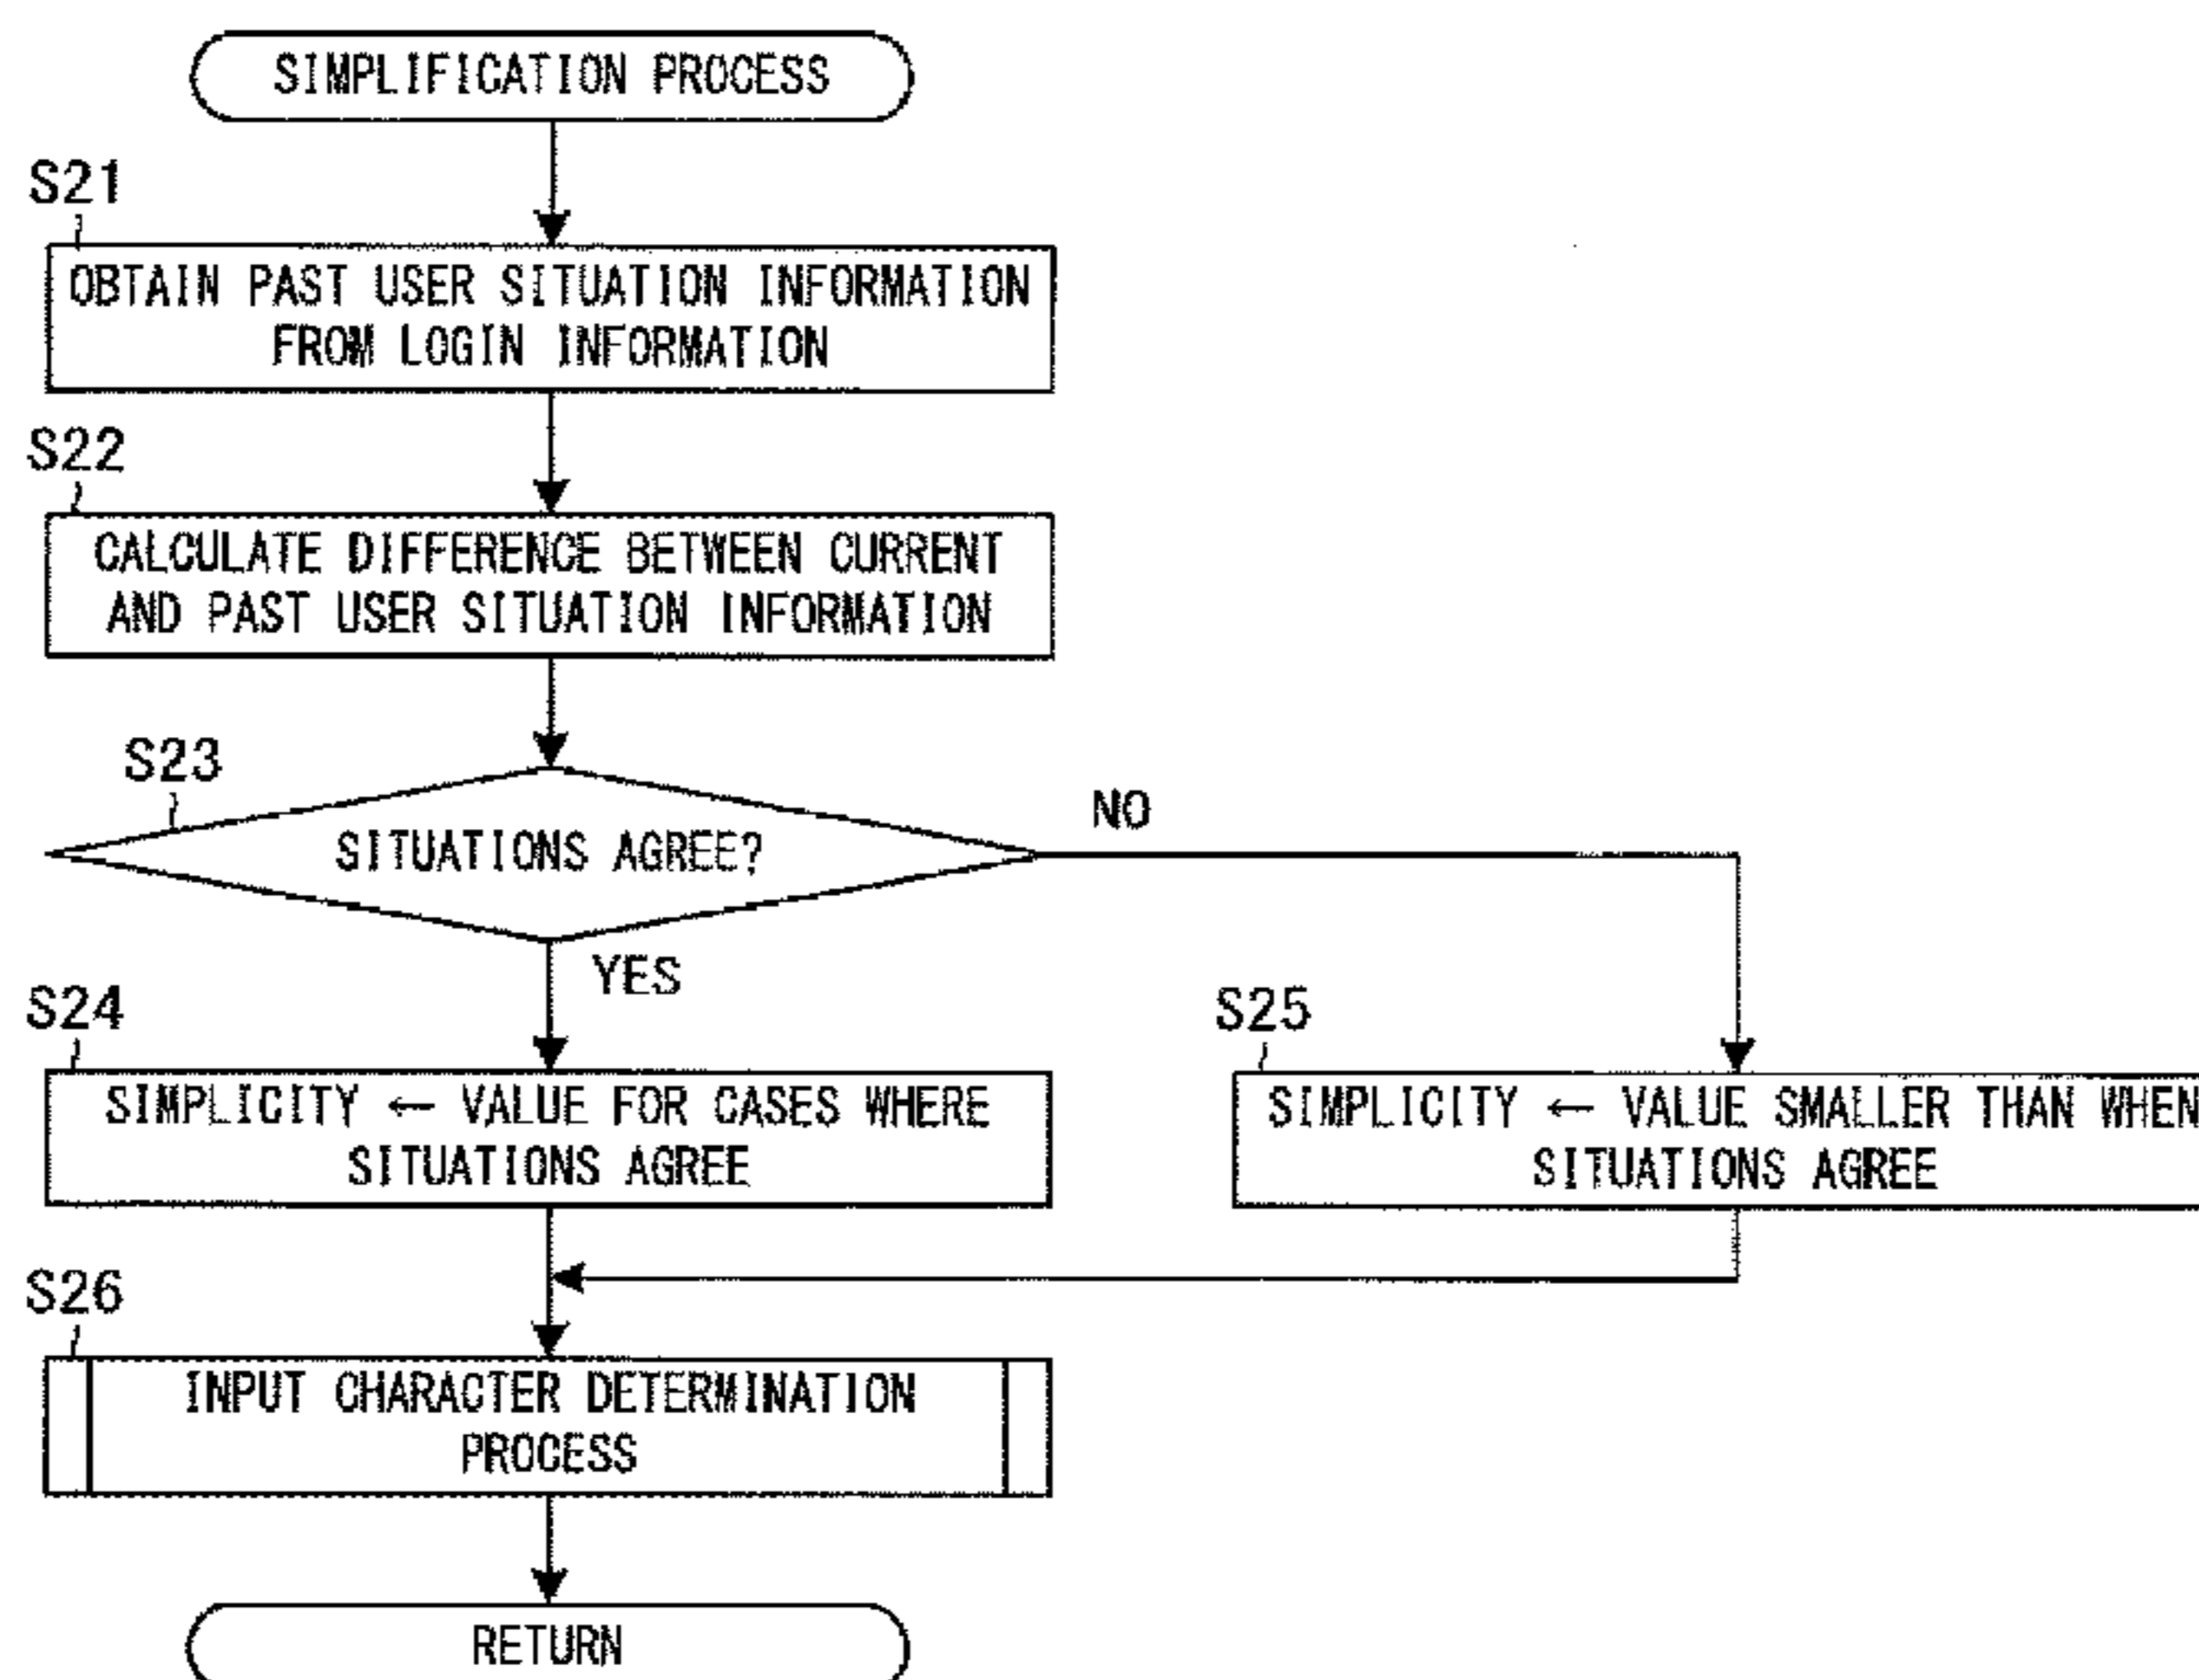 SIMPLIFICATION PROCESS
S21
OBTAIN PAST USER SITUATION INFORMATION
FROM LOGIN INFORMATION
S22
CALCULATE DIFFERENCE BETWEEN CURRENT
AND PAST USER SITUATION INFORMATION
S23
SITUATIONS AGREE?
NO
YES
S24
SIMPLICITY ← VALUE FOR CASES WHERE
SITUATIONS AGREE
S25
SIMPLICITY ← VALUE SMALLER THAN WHEN
SITUATIONS AGREE
S26
INPUT CHARACTER DETERMINATION
PROCESS
RETURN